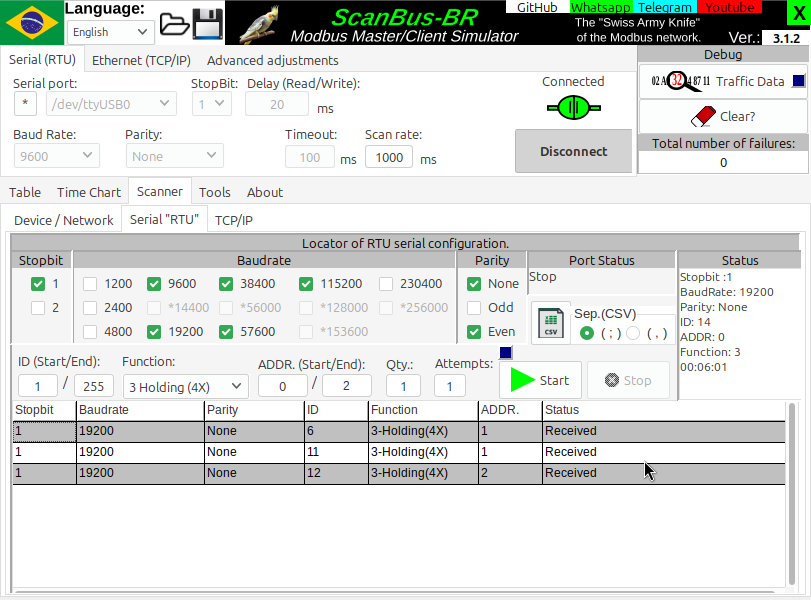 Language:
English
ScanBus-BR
Modbus Master/Client Simulator
GitHub Whatsapp Telegram Youtube
The "Swiss Army Knife"
of the Modbus network.
Ver.: 3.1.2
X
Serial (RTU) Ethernet (TCP/IP) Advanced adjustments
Serial port: StopBit: Delay (Read/Write):
* /dev/ttyUSB0 1 20 ms
Baud Rate: Parity: Timeout: Scan rate:
9600 None 100 ms 1000 ms
Connected
Disconnect
Debug
Traffic Data
Clear?
Total number of failures:
0
Table Time Chart Scanner Tools About
Device / Network Serial "RTU" TCP/IP
Locator of RTU serial configuration.
Stopbit Baudrate Parity Port Status Status
1 1200 9600 38400 115200 230400 None
2 2400 *14400 *56000 *128000 *256000 Odd
4800 19200 57600 *153600 Even
Stop
CSV
Sep.(CSV)
( ; ) ( , )
Stopbit :1
BaudRate: 19200
Parity: None
ID: 14
ADDR: 0
Function: 3
00:06:01
ID (Start/End): Function: ADDR. (Start/End): Qty.: Attempts:
1 / 255 3 Holding (4X) 0 / 2 1 1 Start Stop
Stopbit Baudrate Parity ID Function ADDR. Status
1 19200 None 6 3-Holding(4X) 1 Received
1 19200 None 11 3-Holding(4X) 1 Received
1 19200 None 12 3-Holding(4X) 2 Received